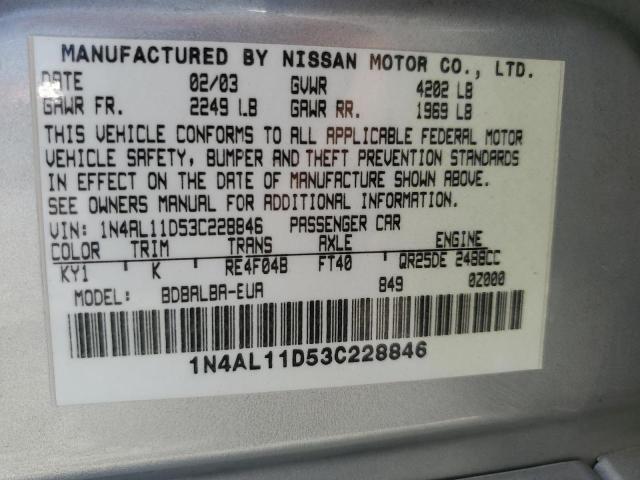 MANUFACTURED BY NISSAN MOTOR CO., LTD.
DATE 02/03 GVWR 4202 LB
GAWR FR. 2249 LB GAWR RR. 1969 LB
THIS VEHICLE CONFORMS TO ALL APPLICABLE FEDERAL MOTOR
VEHICLE SAFETY, BUMPER AND THEFT PREVENTION STANDARDS
IN EFFECT ON THE DATE OF MANUFACTURE SHOWN ABOVE.
SEE OWNERS MANUAL FOR ADDITIONAL INFORMATION.
VIN: 1N4AL11D53C228846 PASSENGER CAR
COLOR TRIM TRANS AXLE ENGINE
KY1 K RE4F04B FT40 QR25DE 2488CC
MODEL: BDBALBA-EUA 849 0Z000
1N4AL11D53C228846